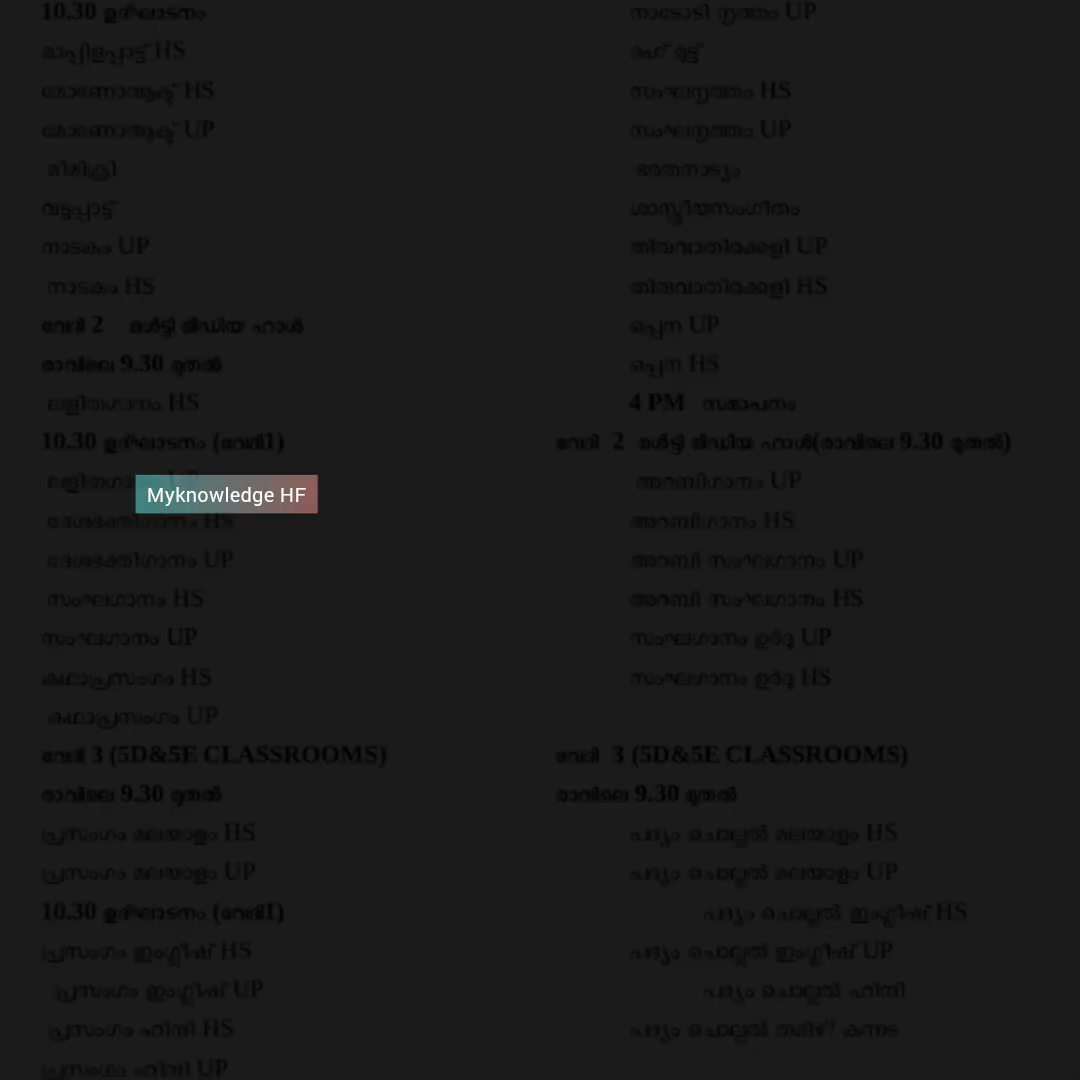 10.30 ഉദ്ഘാടനം
മാപ്പിളപ്പാട്ട് HS
മോണോആക്ട് HS
മോണോആക്ട് UP
മിമിക്രി
വട്ടപ്പാട്ട്
നാടകം UP
നാടകം HS
വേദി 2 മൾട്ടി മീഡിയ ഹാൾ
രാവിലെ 9.30 മുതൽ
ലളിതഗാനം HS
10.30 ഉദ്ഘാടനം (വേദി1)
ലളിതഗാനം UP
Myknowledge HF
ദേശഭക്തിഗാനം HS
ദേശഭക്തിഗാനം UP
സംഘഗാനം HS
സംഘഗാനം UP
കഥാപ്രസംഗം HS
കഥാപ്രസംഗം UP
വേദി 3 (5D&5E CLASSROOMS)
രാവിലെ 9.30 മുതൽ
പ്രസംഗം മലയാളം HS
പ്രസംഗം മലയാളം UP
10.30 ഉദ്ഘാടനം (വേദി1)
പ്രസംഗം ഇംഗ്ലീഷ് HS
പ്രസംഗം ഇംഗ്ലീഷ് UP
പ്രസംഗം ഹിന്ദി HS
പ്രസംഗം ഹിന്ദി UP
നാടോടി നൃത്തം UP
ദഫ് മുട്ട്
സംഘനൃത്തം HS
സംഘനൃത്തം UP
ഭരതനാട്യം
ശാസ്ത്രീയസംഗീതം
തിരുവാതിരക്കളി UP
തിരുവാതിരക്കളി HS
ഒപ്പന UP
ഒപ്പന HS
4 PM സമാപനം
വേദി 2 മൾട്ടി മീഡിയ ഹാൾ(രാവിലെ 9.30 മുതൽ)
അറബിഗാനം UP
അറബിഗാനം HS
അറബി സംഘഗാനം UP
അറബി സംഘഗാനം HS
സംഘഗാനം ഉർദു UP
സംഘഗാനം ഉർദു HS
വേദി 3 (5D&5E CLASSROOMS)
രാവിലെ 9.30 മുതൽ
പദ്യം ചൊല്ലൽ മലയാളം HS
പദ്യം ചൊല്ലൽ മലയാളം UP
പദ്യം ചൊല്ലൽ ഇംഗ്ലീഷ് HS
പദ്യം ചൊല്ലൽ ഇംഗ്ലീഷ് UP
പദ്യം ചൊല്ലൽ ഹിന്ദി
പദ്യം ചൊല്ലൽ തമിഴ് കന്നട